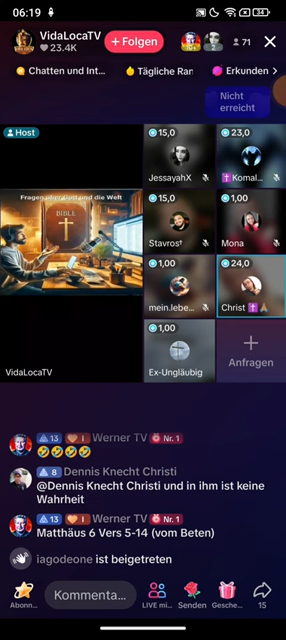 06:19
34
VidaLocaTV
23.4K
+ Folgen
2
71
Chatten und Int...
Tägliche Ran
Erkunden >
Nicht
erreicht
Host
Fragen über Gott und die Welt
BIBLE
VidaLocaTV
15,0
JessayahX
23,0
Komal...
15,0
Stavros†
1,00
Mona
1,00
mein.lebe...
24,0
Christ
1,00
Ex-Ungläubig
+
Anfragen
13 I Werner TV Nr. 1
🤣🤣🤣🤣
8 Dennis Knecht Christi
@Dennis Knecht Christi und in ihm ist keine
Wahrheit
13 I Werner TV Nr. 1
Matthäus 6 Vers 5-14 (vom Beten)
iagodeone ist beigetreten
Abonn...
Kommenta...
LIVE mi...
Senden
Gesche...
15